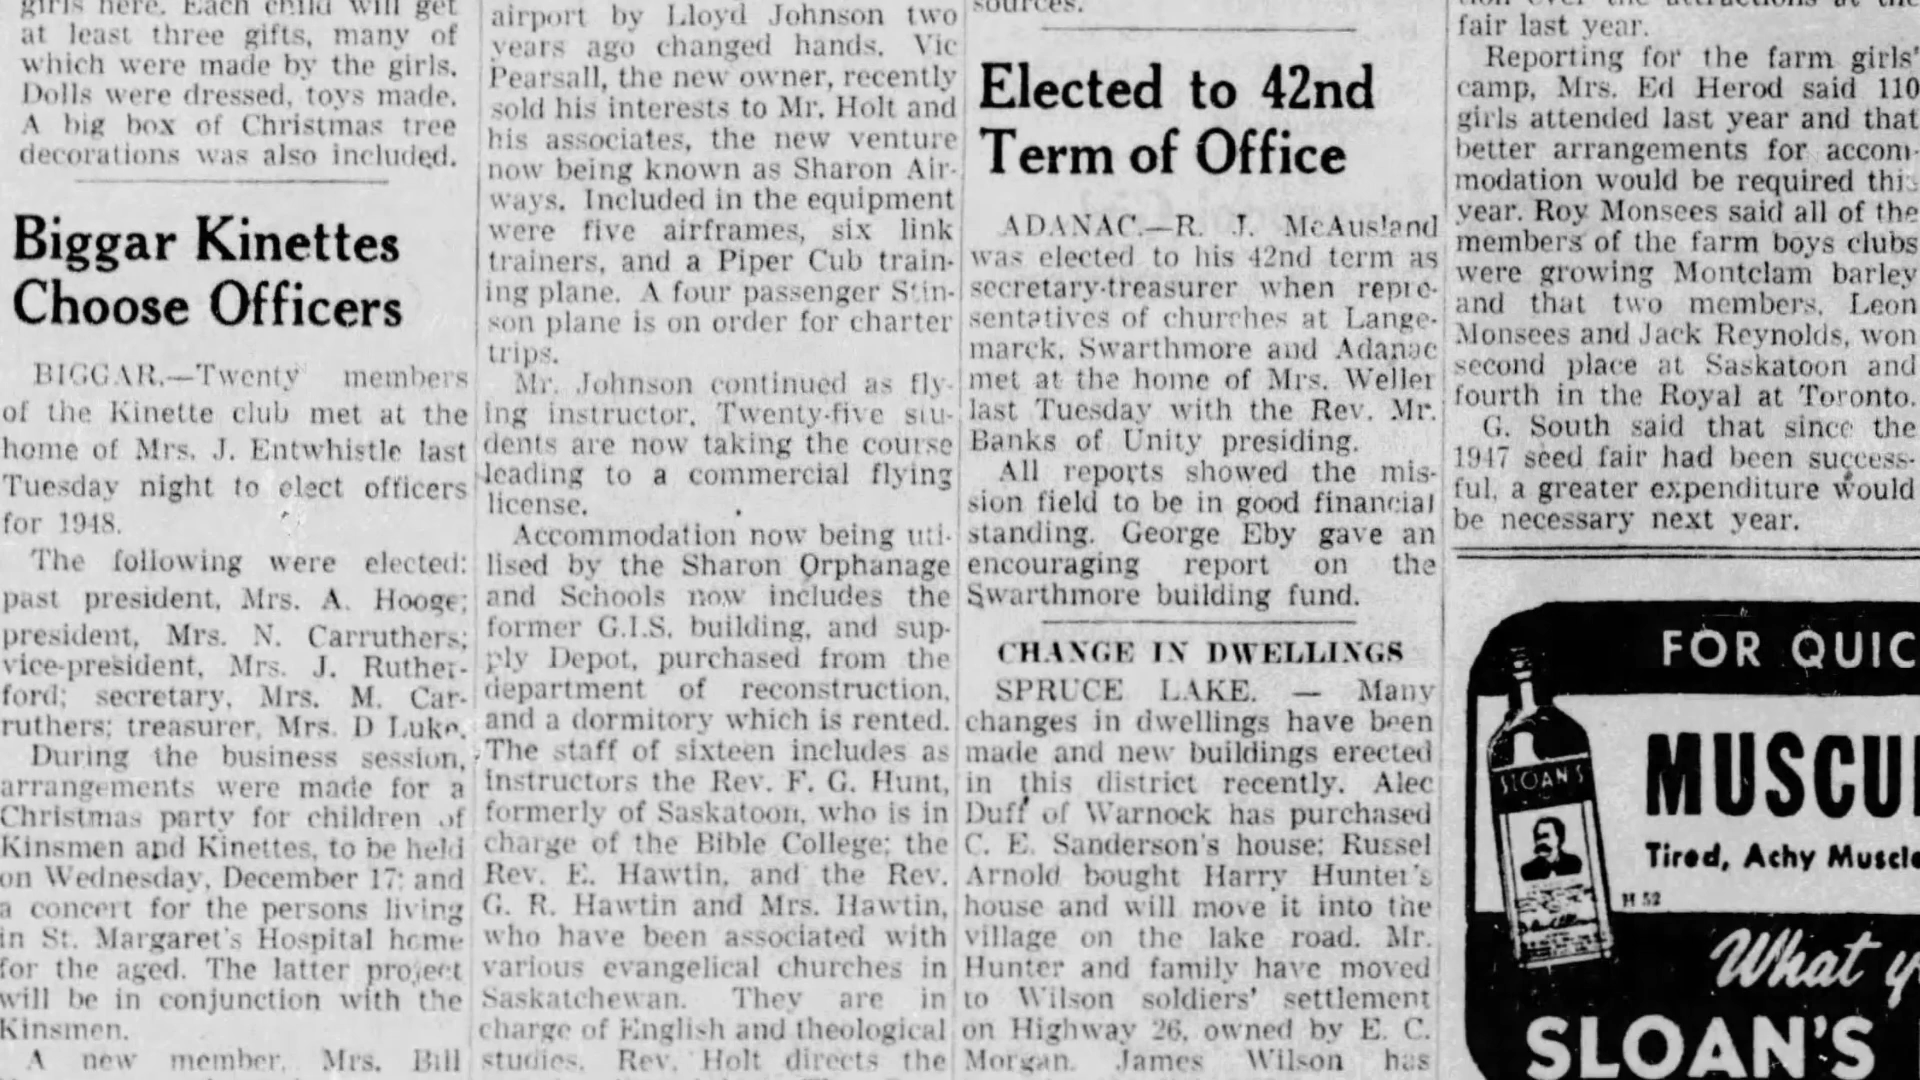 girls here. Each child will get
at least three gifts, many of
which were made by the girls.
Dolls were dressed, toys made.
A big box of Christmas tree
decorations was also included.
Biggar Kinettes
Choose Officers
BIGGAR.—Twenty members
of the Kinette club met at the
home of Mrs. J. Entwhistle last
Tuesday night to elect officers
for 1948.
The following were elected:
past president, Mrs. A. Hooge;
president, Mrs. N. Carruthers;
vice-president, Mrs. J. Ruther-
ford; secretary, Mrs. M. Car-
ruthers; treasurer, Mrs. D Luke.
During the business session,
arrangements were made for a
Christmas party for children of
Kinsmen and Kinettes, to be held
on Wednesday, December 17; and
a concert for the persons living
in St. Margaret's Hospital home
for the aged. The latter project
will be in conjunction with the
Kinsmen.
A new member, Mrs. Bill
airport by Lloyd Johnson two
years ago changed hands. Vic
Pearsall, the new owner, recently
sold his interests to Mr. Holt and
his associates, the new venture
now being known as Sharon Air-
ways. Included in the equipment
were five airframes, six link
trainers, and a Piper Cub train-
ing plane. A four passenger Stin-
son plane is on order for charter
trips.
Mr. Johnson continued as fly-
ing instructor. Twenty-five stu-
dents are now taking the course
leading to a commercial flying
license.
Accommodation now being uti-
lised by the Sharon Orphanage
and Schools now includes the
former G.I.S. building, and sup-
ply Depot, purchased from the
department of reconstruction,
and a dormitory which is rented.
The staff of sixteen includes as
instructors the Rev. F. G. Hunt,
formerly of Saskatoon, who is in
charge of the Bible College; the
Rev. E. Hawtin, and the Rev.
G. R. Hawtin and Mrs. Hawtin,
who have been associated with
various evangelical churches in
Saskatchewan. They are in
charge of English and theological
studies. Rev. Holt directs the
sources.
Elected to 42nd
Term of Office
ADANAC.—R. J. McAusland
was elected to his 42nd term as
secretary-treasurer when repre-
sentatives of churches at Lange-
marck, Swarthmore and Adanac
met at the home of Mrs. Weller
last Tuesday with the Rev. Mr.
Banks of Unity presiding.
All reports showed the mis-
sion field to be in good financial
standing. George Eby gave an
encouraging report on the
Swarthmore building fund.
CHANGE IN DWELLINGS
SPRUCE LAKE. — Many
changes in dwellings have been
made and new buildings erected
in this district recently. Alec
Duff of Warnock has purchased
C. E. Sanderson's house; Russel
Arnold bought Harry Hunter's
house and will move it into the
village on the lake road. Mr.
Hunter and family have moved
to Wilson soldiers' settlement
on Highway 26, owned by E. C.
Morgan. James Wilson has
fair last year.
Reporting for the farm girls'
camp, Mrs. Ed Herod said 110
girls attended last year and that
better arrangements for accom-
modation would be required this
year. Roy Monsees said all of the
members of the farm boys clubs
were growing Montclam barley
and that two members, Leon
Monsees and Jack Reynolds, won
second place at Saskatoon and
fourth in the Royal at Toronto.
G. South said that since the
1947 seed fair had been success-
ful, a greater expenditure would
be necessary next year.
FOR QUIC
MUSCU
Tired, Achy Muscle
SLOAN'S
M 52
What y
SLOAN'S